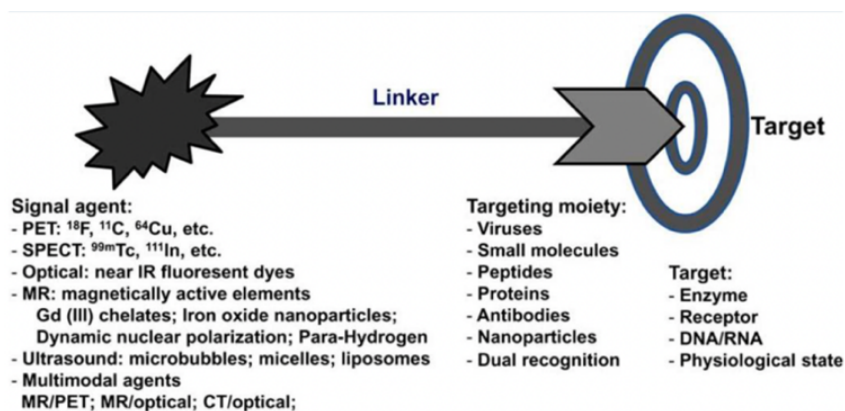 Linker
Target
Signal agent:
- PET: ¹⁸F, ¹¹C, ⁶⁴Cu, etc.
- SPECT: ⁹⁹ᵐTc, ¹¹¹In, etc.
- Optical: near IR fluoresent dyes
- MR: magnetically active elements
Gd (III) chelates; Iron oxide nanoparticles;
Dynamic nuclear polarization; Para-Hydrogen
- Ultrasound: microbubbles; micelles; liposomes
- Multimodal agents
MR/PET; MR/optical; CT/optical;
Targeting moiety:
- Viruses
- Small molecules
- Peptides
- Proteins
- Antibodies
- Nanoparticles
- Dual recognition
Target:
- Enzyme
- Receptor
- DNA/RNA
- Physiological state